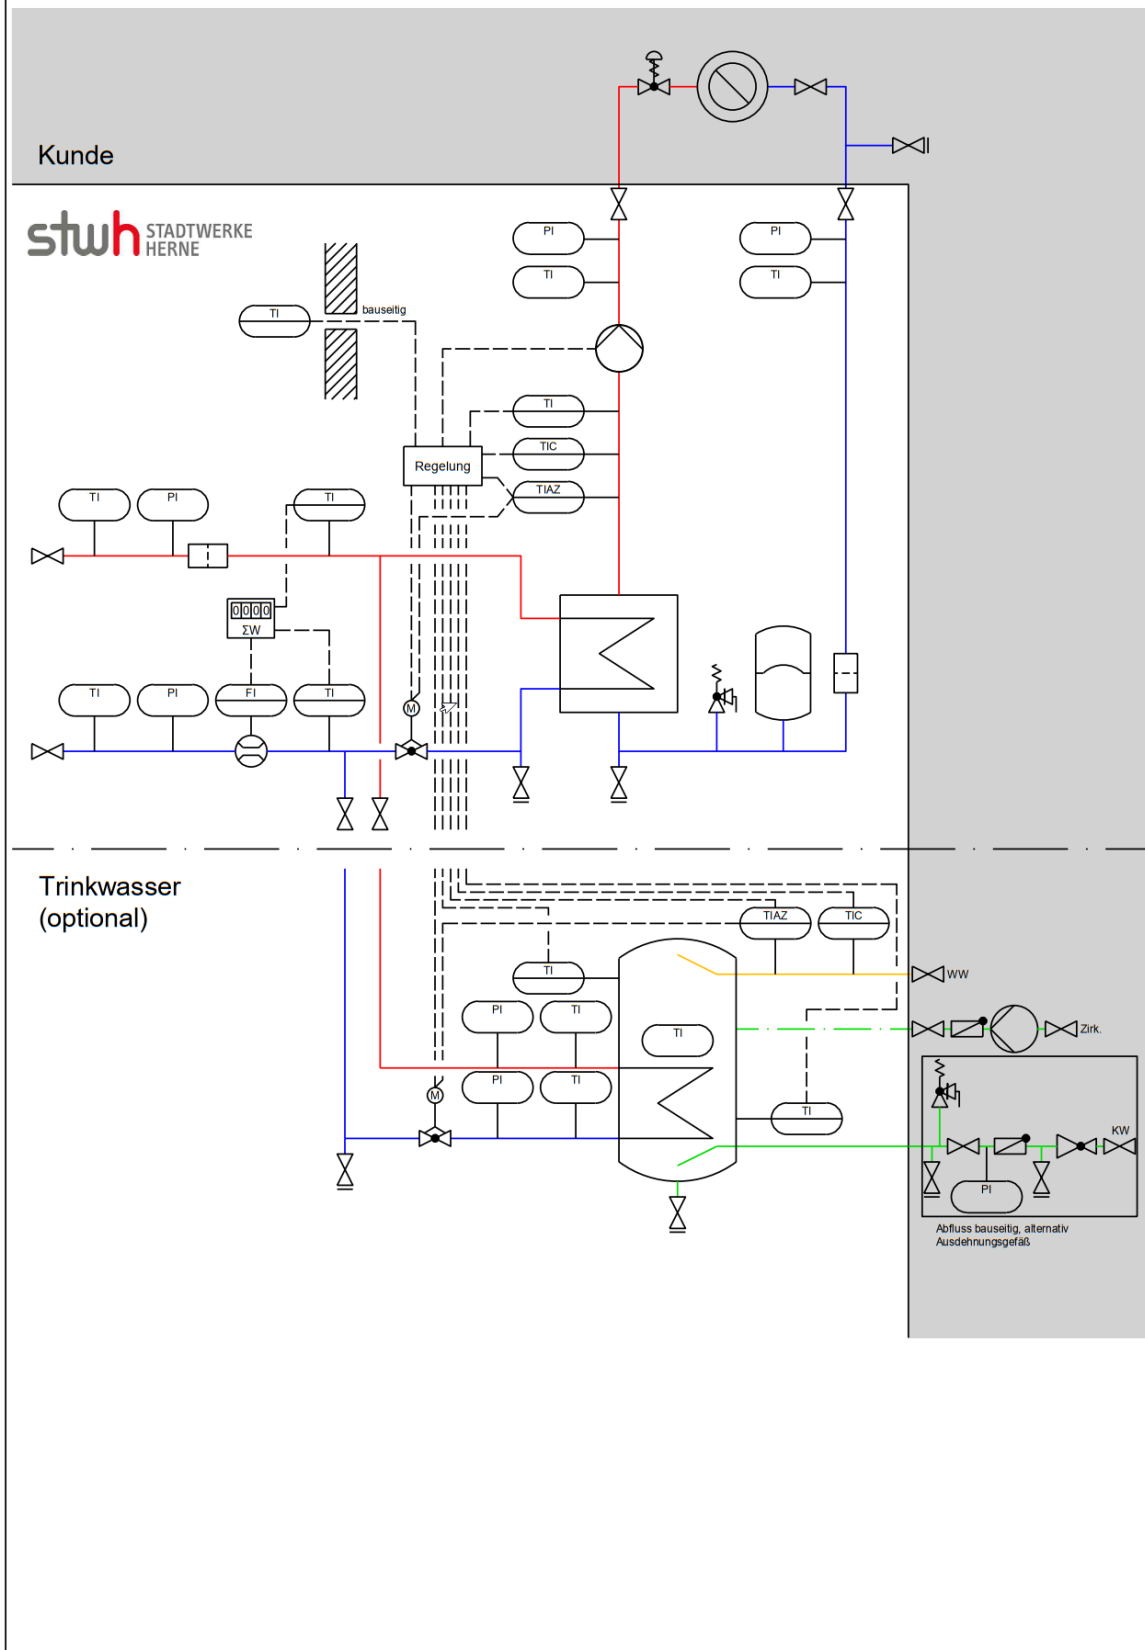 Kunde
stwh STADTWERKE
HERNE
PI
PI
TI
TI
TI
bauseitig
TI
TIC
Regelung
TIAZ
TI
PI
TI
0000
ΣW
TI
PI
FI
TI
M
Trinkwasser
(optional)
TIAZ
TIC
TI
WW
PI
TI
TI
Zirk.
PI
TI
M
TI
KW
PI
Abfluss bauseitig, alternativ
Ausdehnungsgefäß